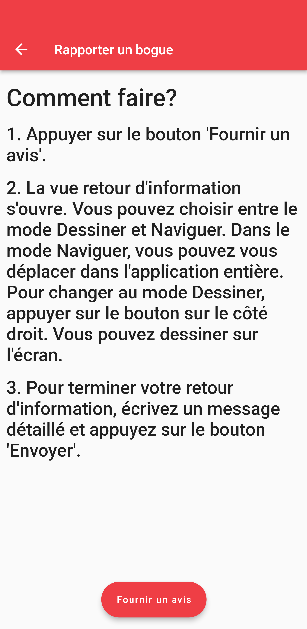 Rapporter un bogue
Comment faire?
1. Appuyer sur le bouton 'Fournir un
avis'.
2. La vue retour d'information
s'ouvre. Vous pouvez choisir entre le
mode Dessiner et Naviguer. Dans le
mode Naviguer, vous pouvez vous
déplacer dans l'application entière.
Pour changer au mode Dessiner,
appuyer sur le bouton sur le côté
droit. Vous pouvez dessiner sur
l'écran.
3. Pour terminer votre retour
d'information, écrivez un message
détaillé et appuyez sur le bouton
'Envoyer'.
Fournir un avis